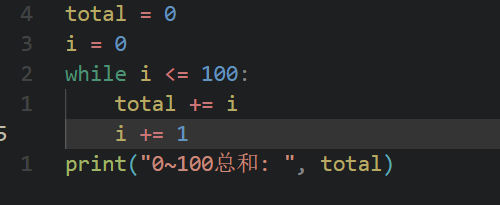 4 total = 0
3 i = 0
2 while i <= 100:
1     total += i
5     i += 1
1 print("0~100总和: ", total)